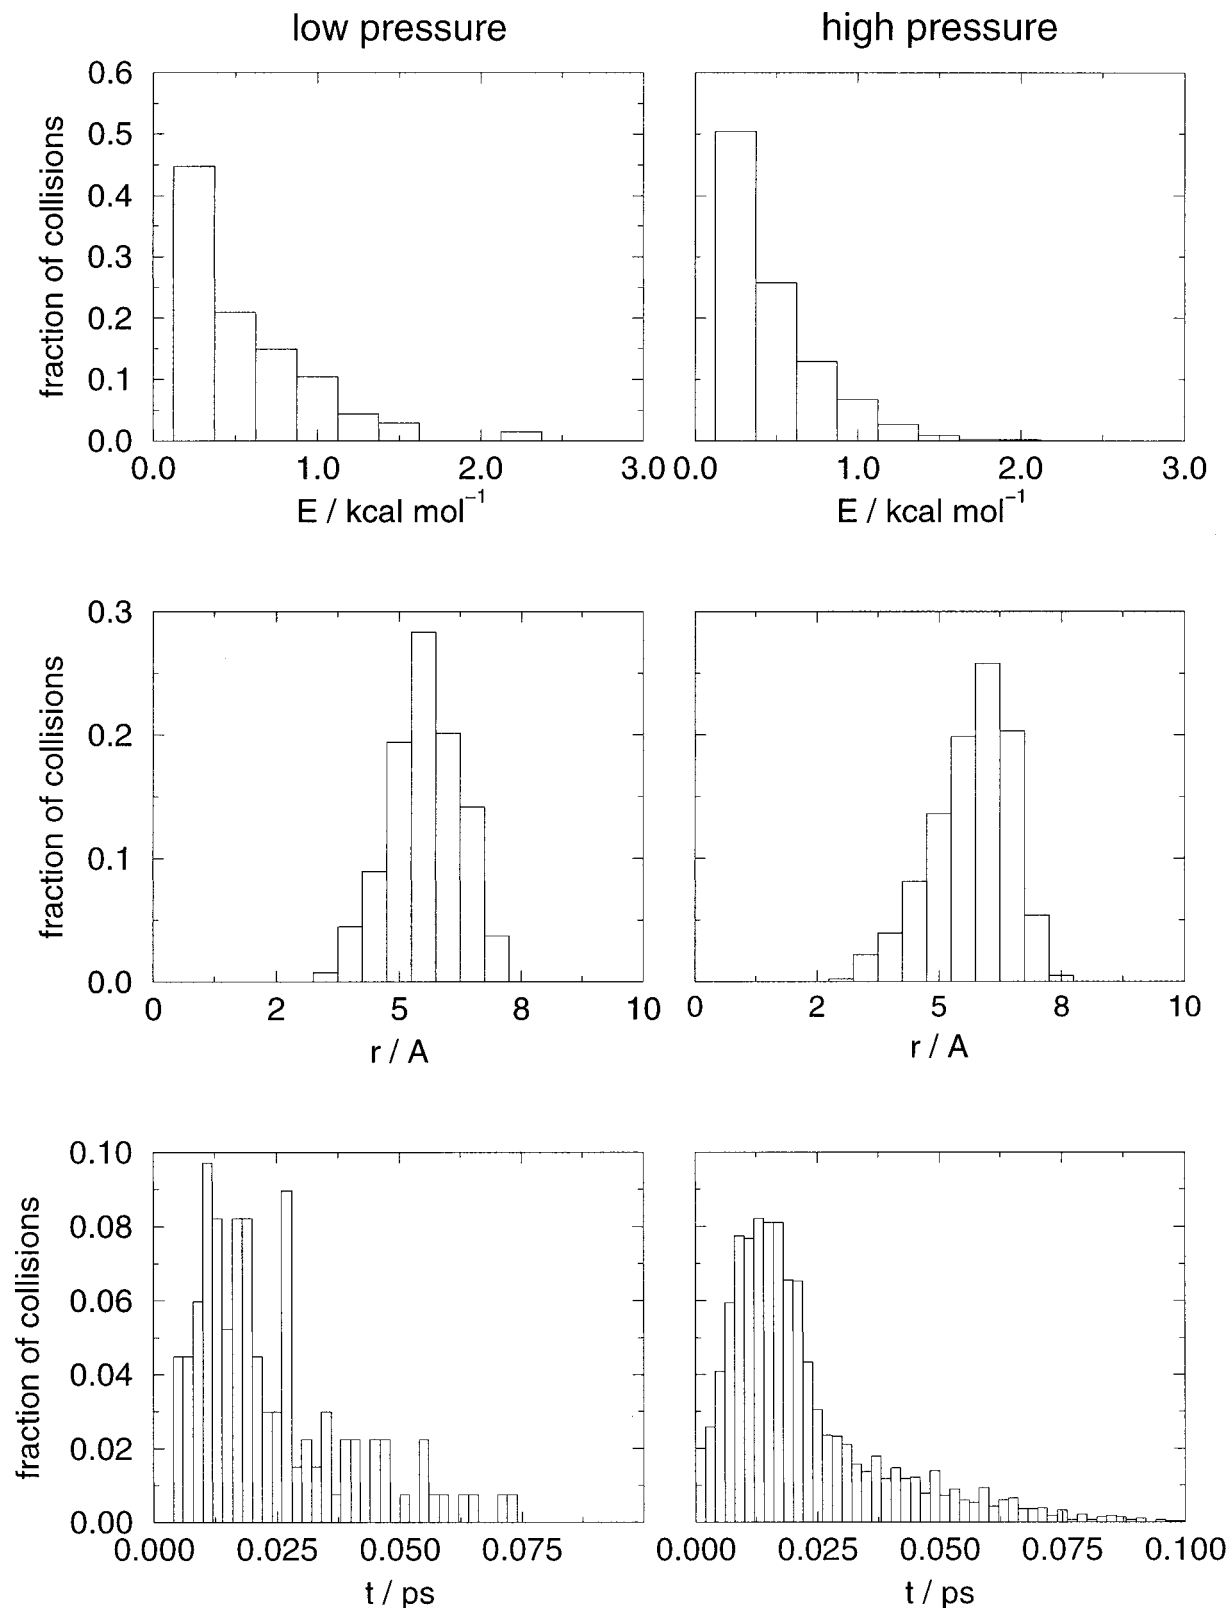 low pressure
high pressure
fraction of collisions
0.6
0.5
0.4
0.3
0.2
0.1
0.0
0.0 1.0 2.0 3.0
E / kcal mol⁻¹
0.0 1.0 2.0 3.0
E / kcal mol⁻¹
fraction of collisions
0.3
0.2
0.1
0.0
0 2 5 8 10
r / A
0 2 5 8 10
r / A
fraction of collisions
0.10
0.08
0.06
0.04
0.02
0.00
0.000 0.025 0.050 0.075
t / ps
0.000 0.025 0.050 0.075 0.100
t / ps